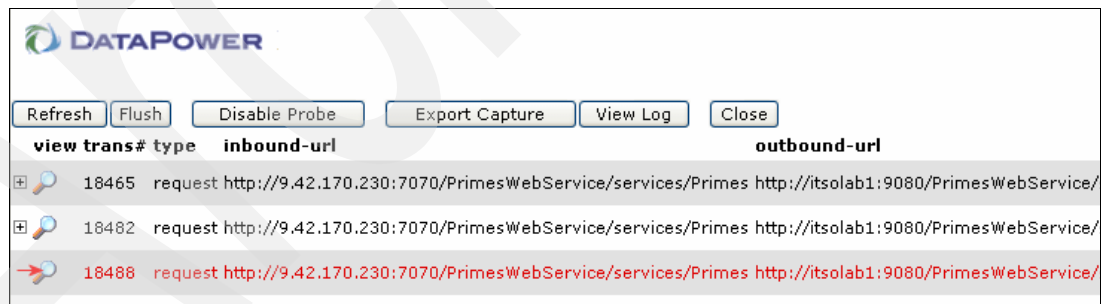 DATAPOWER
Refresh Flush Disable Probe Export Capture View Log Close
view trans# type inbound-url outbound-url
18465 request http://9.42.170.230:7070/PrimesWebService/services/Primes http://itsolab1:9080/PrimesWebService/
18482 request http://9.42.170.230:7070/PrimesWebService/services/Primes http://itsolab1:9080/PrimesWebService/
18488 request http://9.42.170.230:7070/PrimesWebService/services/Primes http://itsolab1:9080/PrimesWebService/